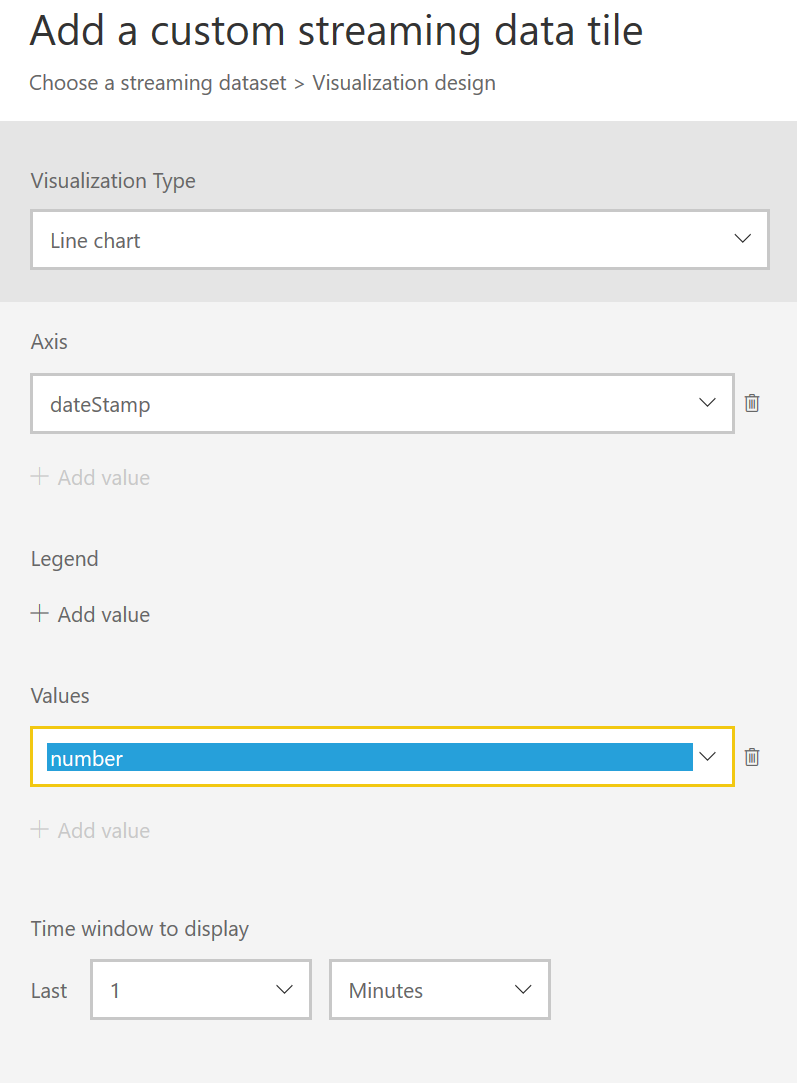 Add a custom streaming data tile
Choose a streaming dataset > Visualization design
Visualization Type
Line chart
Axis
dateStamp
+ Add value
Legend
+ Add value
Values
number
+ Add value
Time window to display
Last 1 Minutes